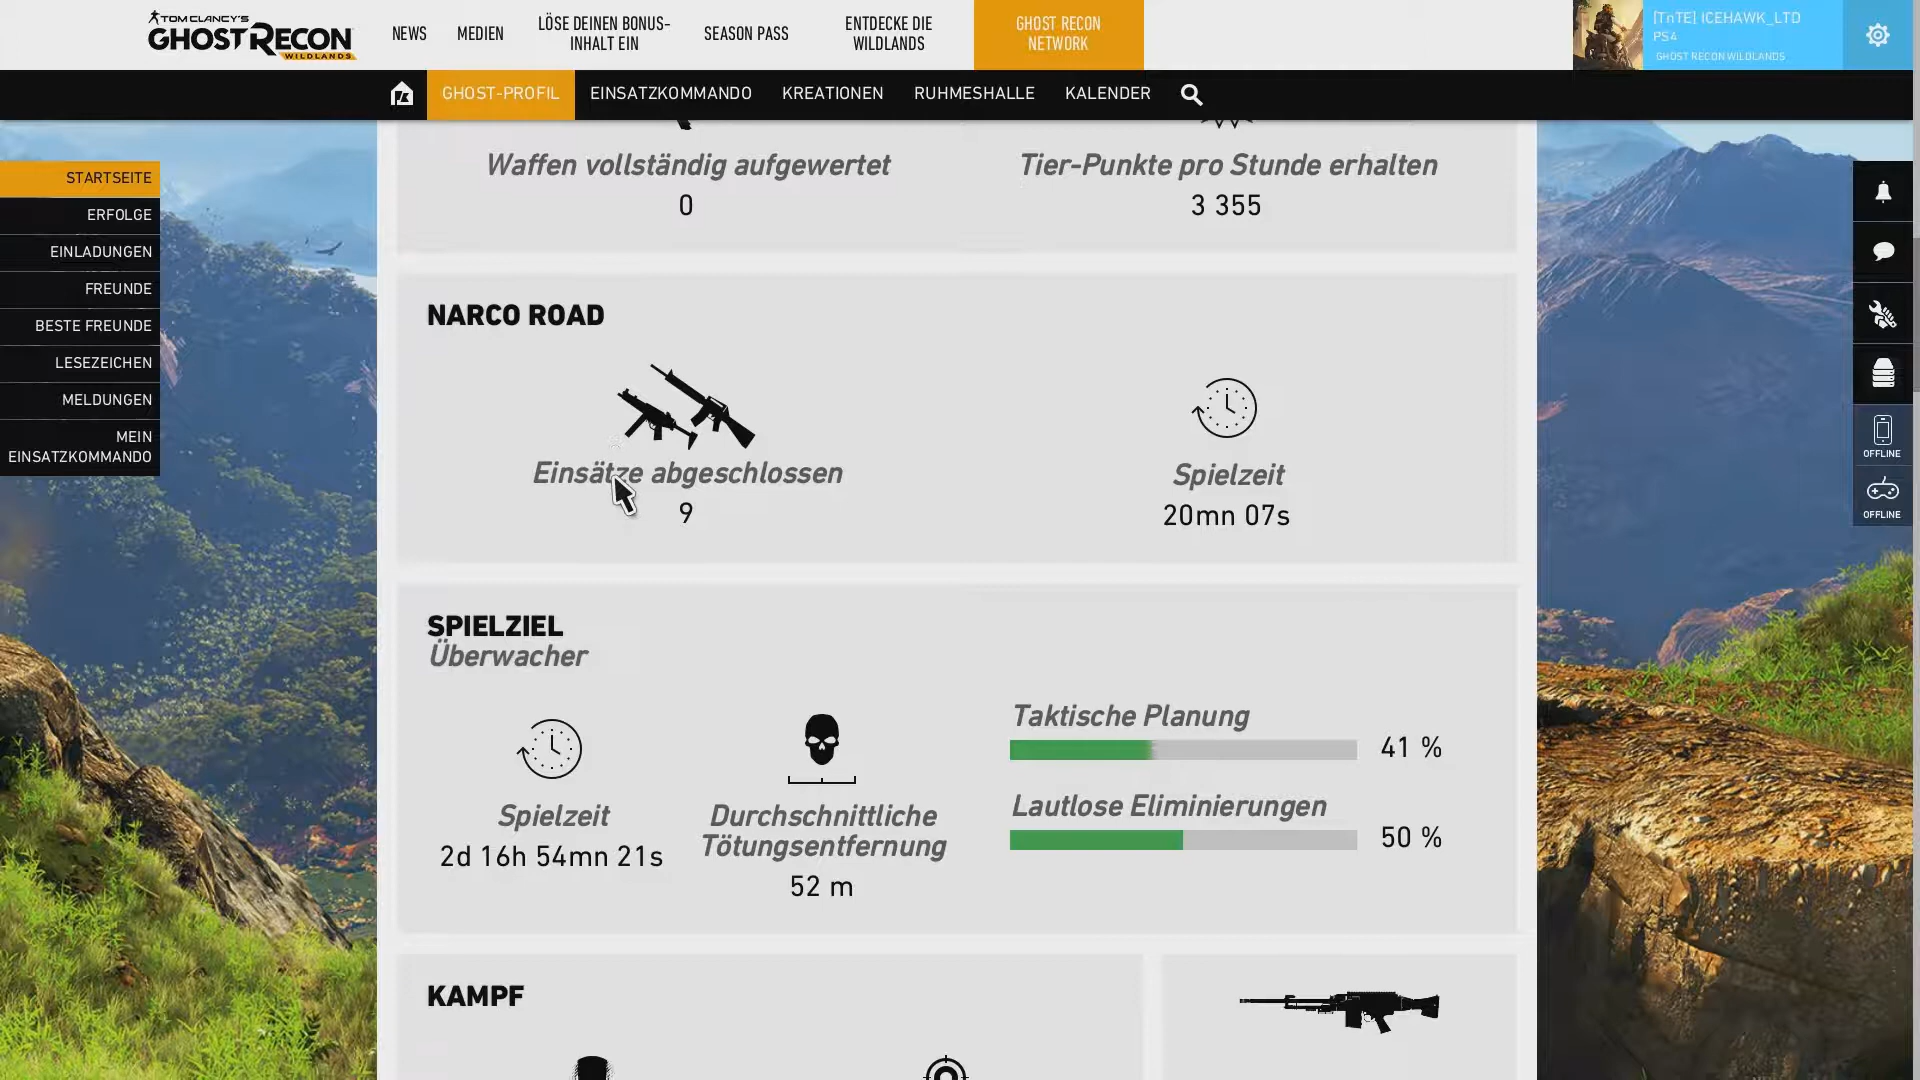 TOM CLANCY'S
GHOST RECON
WILDLANDS
NEWS
MEDIEN
LÖSE DEINEN BONUS-
INHALT EIN
SEASON PASS
ENTDECKE DIE
WILDLANDS
GHOST RECON
NETWORK
[TnTE] ICEHAWK_LTD
PS4
GHOST RECON WILDLANDS
GHOST-PROFIL
EINSATZKOMMANDO
KREATIONEN
RUHMESHALLE
KALENDER
STARTSEITE
ERFOLGE
EINLADUNGEN
FREUNDE
BESTE FREUNDE
LESEZEICHEN
MELDUNGEN
MEIN
EINSATZKOMMANDO
Waffen vollständig aufgewertet
0
Tier-Punkte pro Stunde erhalten
3 355
NARCO ROAD
Einsätze abgeschlossen
9
Spielzeit
20mn 07s
SPIELZIEL
Überwacher
Spielzeit
2d 16h 54mn 21s
Durchschnittliche
Tötungsentfernung
52 m
Taktische Planung
41 %
Lautlose Eliminierungen
50 %
KAMPF
OFFLINE
OFFLINE